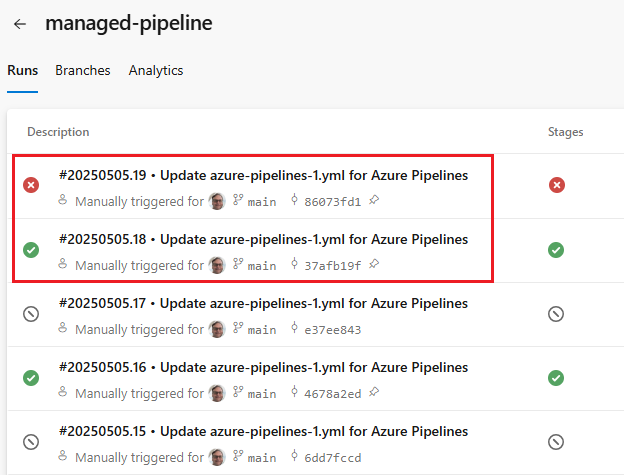 managed-pipeline
Runs Branches Analytics
Description Stages
#20250505.19 • Update azure-pipelines-1.yml for Azure Pipelines
Manually triggered for main 86073fd1
#20250505.18 • Update azure-pipelines-1.yml for Azure Pipelines
Manually triggered for main 37afb19f
#20250505.17 • Update azure-pipelines-1.yml for Azure Pipelines
Manually triggered for main e37ee843
#20250505.16 • Update azure-pipelines-1.yml for Azure Pipelines
Manually triggered for main 4678a2ed
#20250505.15 • Update azure-pipelines-1.yml for Azure Pipelines
Manually triggered for main 6dd7fccd